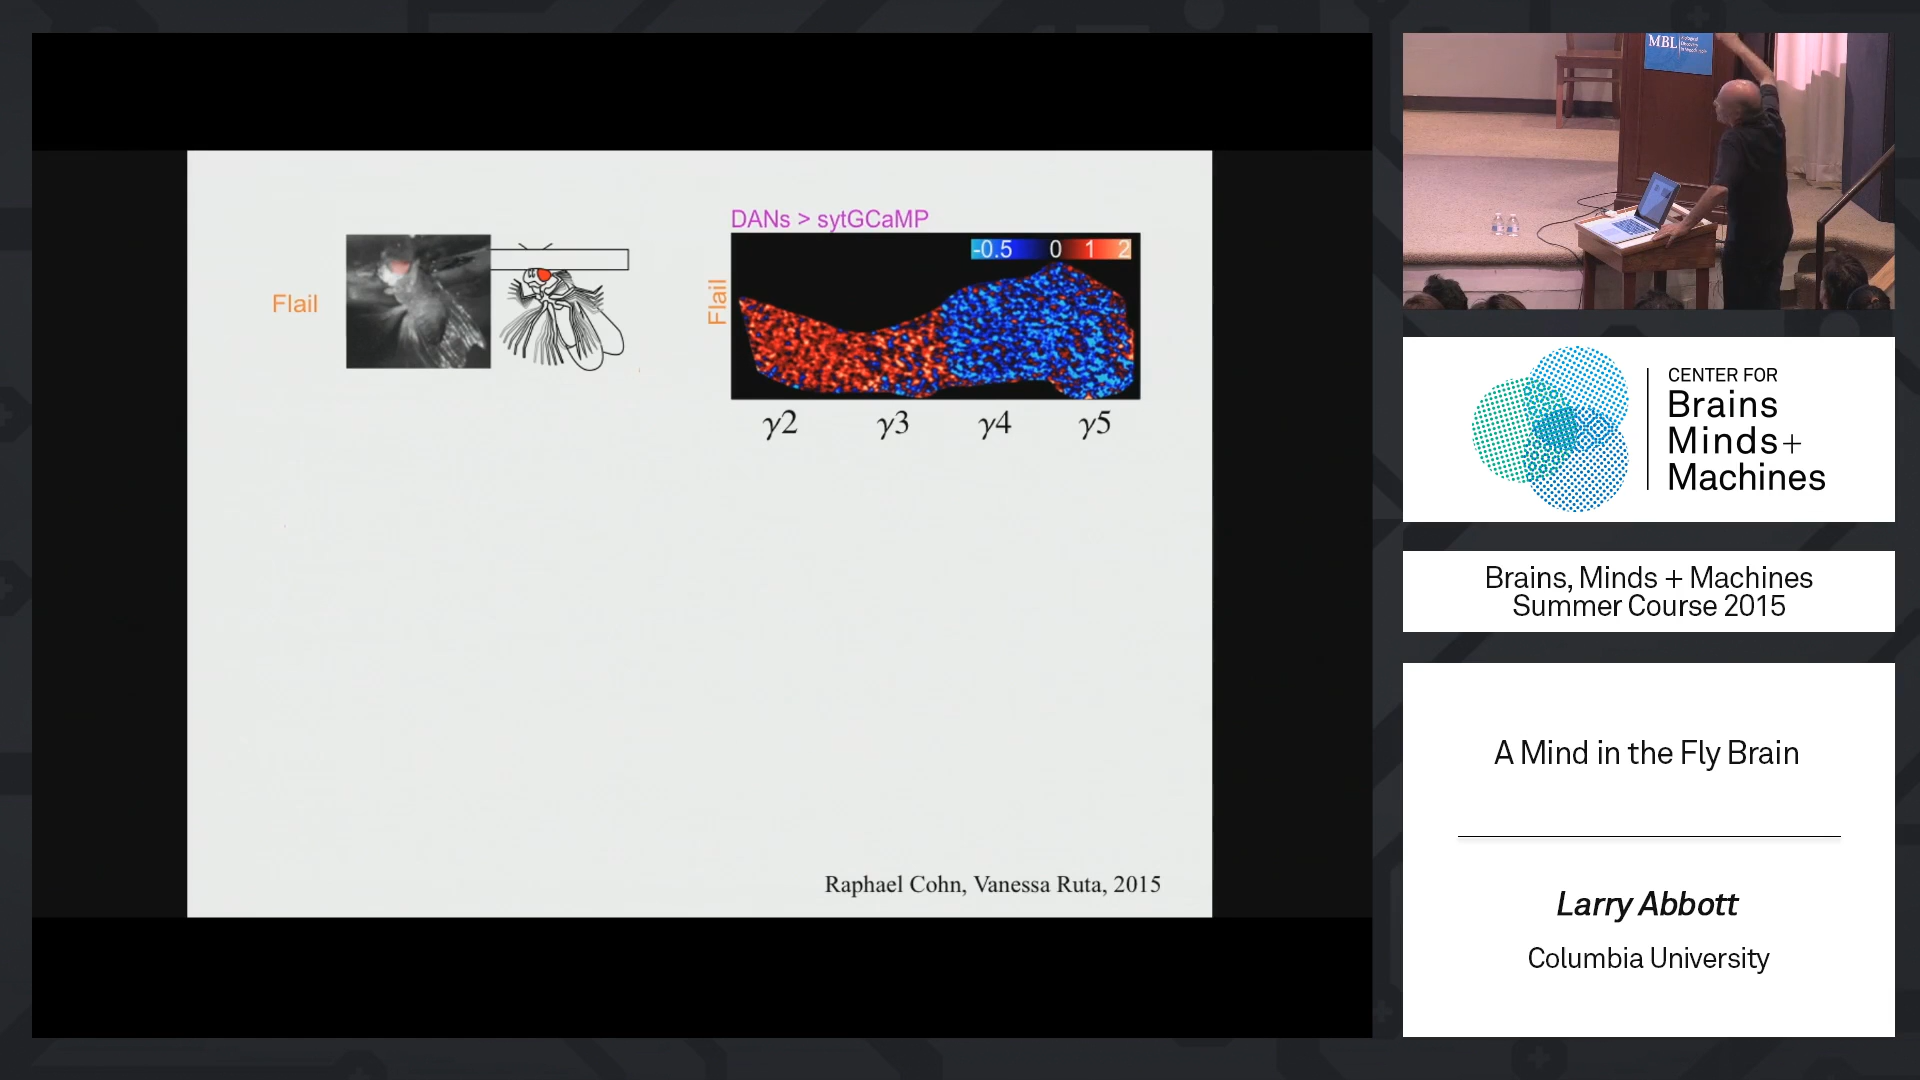 DANs > sytGCaMP
-0.5 0 1 2
Flail
Flail
γ2 γ3 γ4 γ5
Raphael Cohn, Vanessa Ruta, 2015
MBL
CENTER FOR
Brains
Minds+
Machines
Brains, Minds + Machines
Summer Course 2015
A Mind in the Fly Brain
Larry Abbott
Columbia University